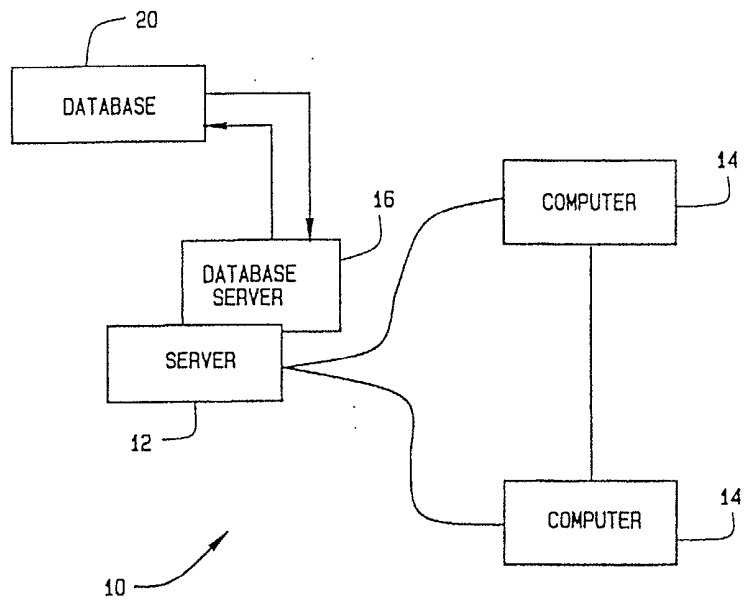 20
DATABASE
14
COMPUTER
16
DATABASE
SERVER
SERVER
12
14
COMPUTER
10